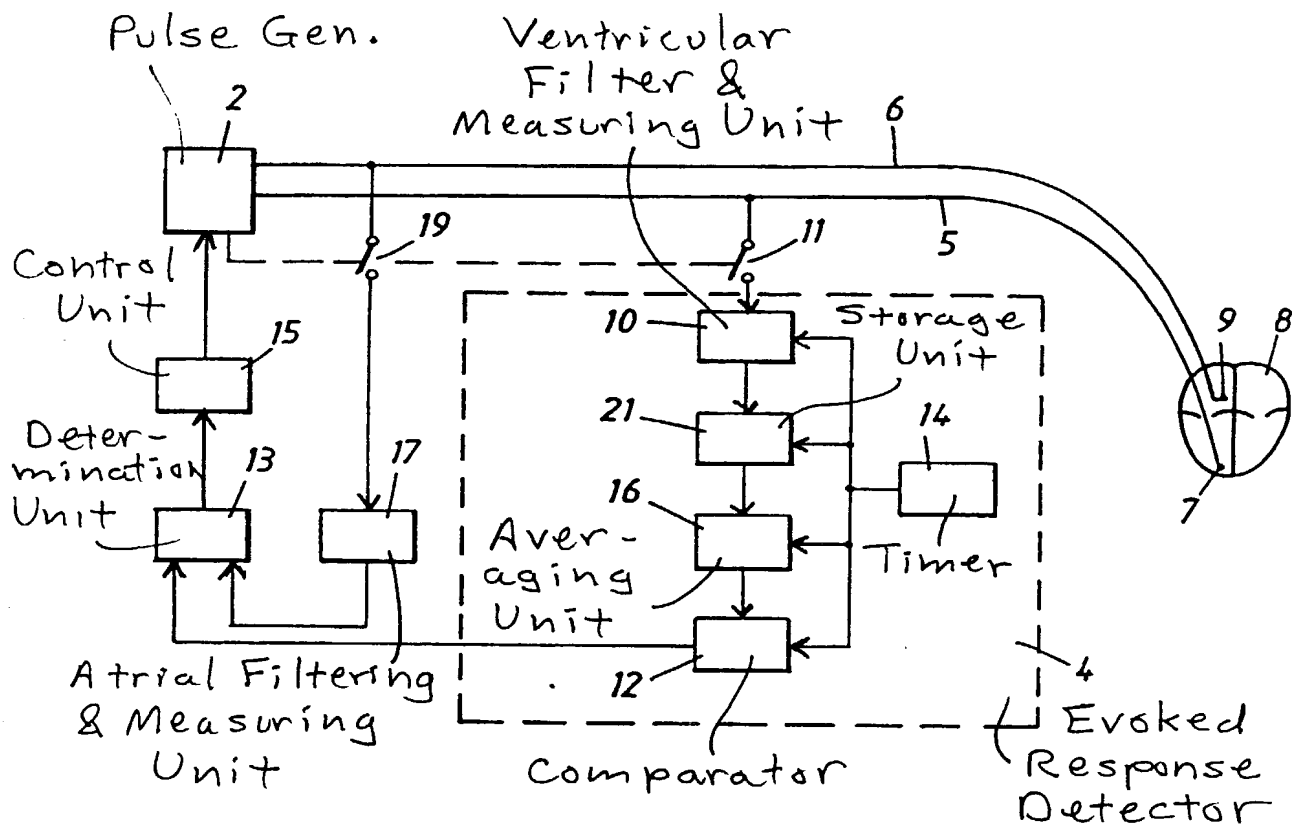 Pulse Gen.
2
Ventricular
Filter &
Measuring Unit
6
5
19
11
Control
Unit
15
10
Storage
Unit
9
8
21
14
Deter-
mination
Unit
13
17
16
7
Aver-
aging
Unit
Timer
12
4
Atrial Filtering
& Measuring
Unit
Comparator
Evoked
Response
Detector